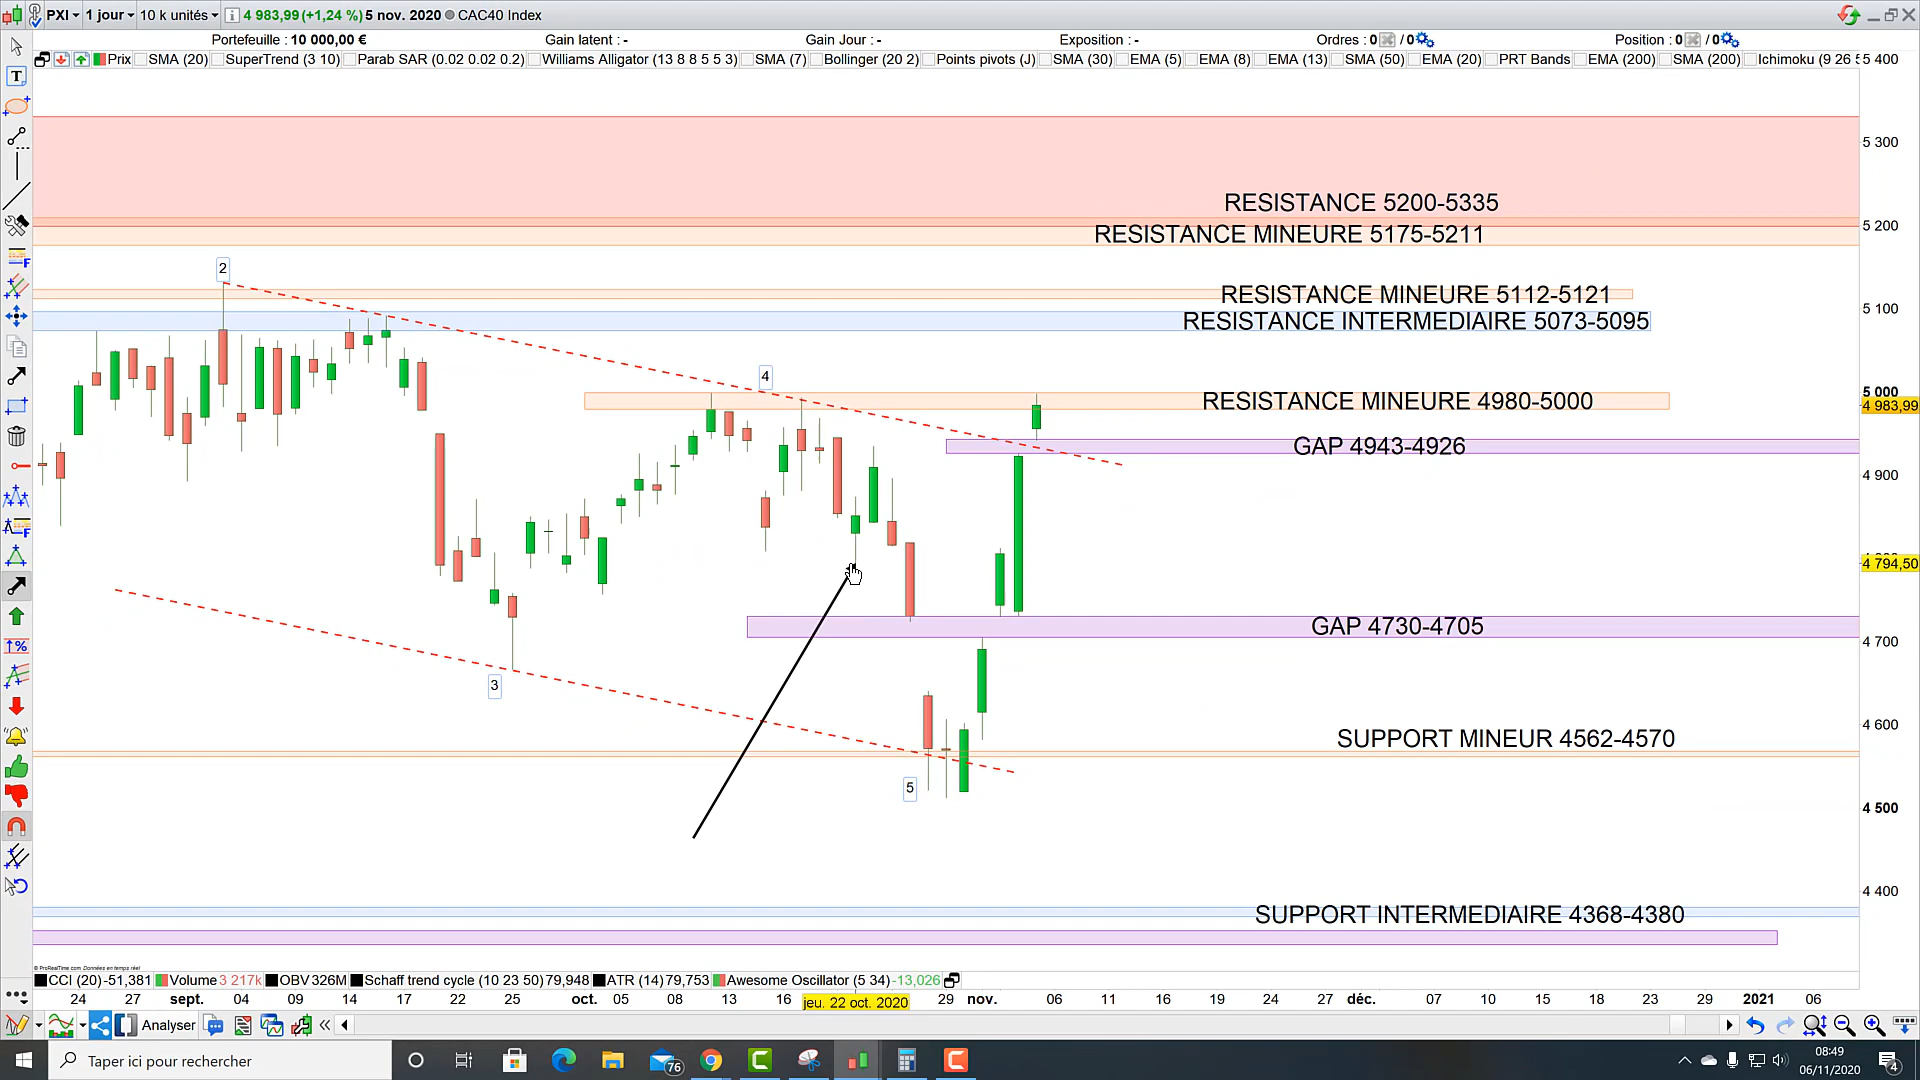 PXI 1 jour 10 k unités 4 983,99 (+1,24 %) 5 nov. 2020 CAC40 Index
Portefeuille : 10 000,00 € Gain latent : - Gain Jour : - Exposition : - Ordres : 0 / 0 Position : 0 / 0
Prix SMA (20) SuperTrend (3 10) Parab SAR (0.02 0.02 0.2) Williams Alligator (13 8 8 5 5 3) SMA (7) Bollinger (20 2) Points pivots (J) SMA (30) EMA (5) EMA (8) EMA (13) SMA (50) EMA (20) PRT Bands EMA (200) SMA (200) Ichimoku (9 26 5
5 400
5 300
RESISTANCE 5200-5335
5 200
RESISTANCE MINEURE 5175-5211
2
RESISTANCE MINEURE 5112-5121
5 100
RESISTANCE INTERMEDIAIRE 5073-5095
4
5 000
RESISTANCE MINEURE 4980-5000
4 983,99
GAP 4943-4926
4 900
4 794,50
GAP 4730-4705
4 700
3
4 600
SUPPORT MINEUR 4562-4570
5
4 500
4 400
SUPPORT INTERMEDIAIRE 4368-4380
© ProRealTime.com Données en temps réel
CCI (20) -51,381 Volume 3 217k OBV 326M Schaff trend cycle (10 23 50) 79,948 ATR (14) 79,753 Awesome Oscillator (5 34) -13,026
24 27 sept. 04 09 14 17 22 25 oct. 05 08 13 16 jeu. 22 oct. 2020 29 nov. 06 11 16 19 24 27 déc. 07 10 15 18 23 29 2021 06
Analyser
Taper ici pour rechercher
76
08:49
06/11/2020
4